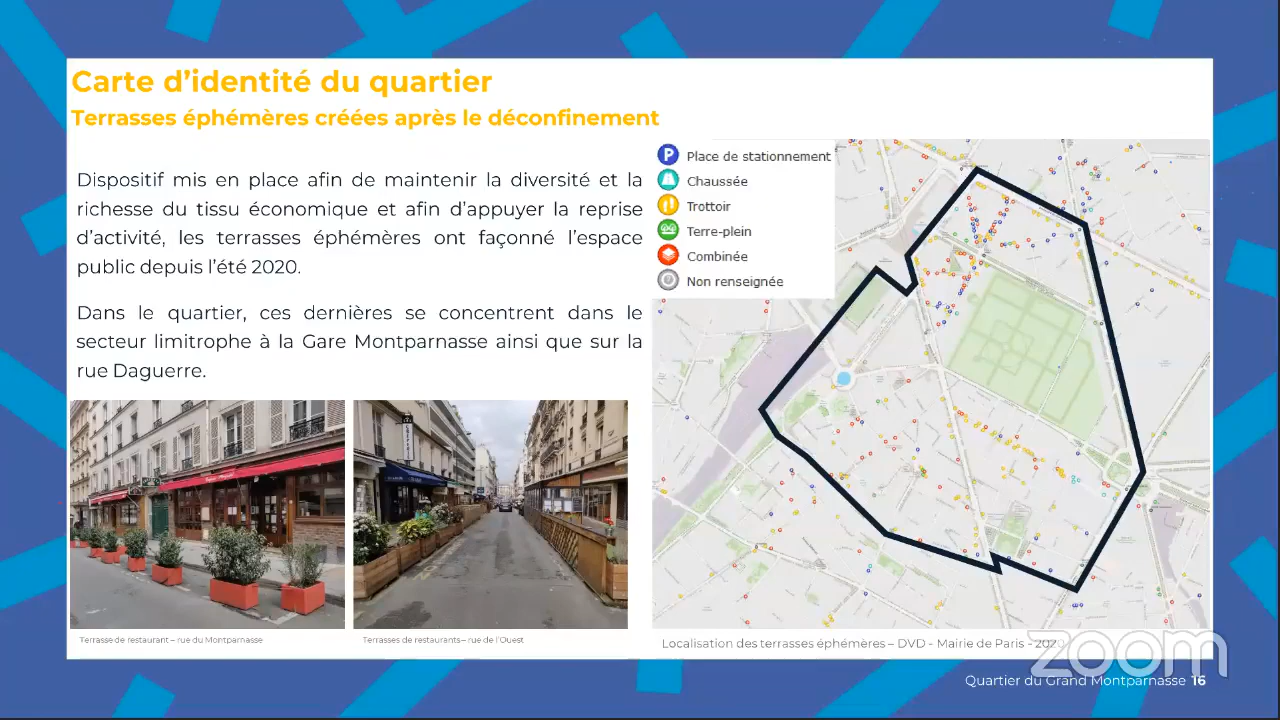 Carte d’identité du quartier
Terrasses éphémères créées après le déconfinement
Dispositif mis en place afin de maintenir la diversité et la
richesse du tissu économique et afin d’appuyer la reprise
d’activité, les terrasses éphémères ont façonné l’espace
public depuis l’été 2020.
Dans le quartier, ces dernières se concentrent dans le
secteur limitrophe à la Gare Montparnasse ainsi que sur la
rue Daguerre.
P Place de stationnement
Chaussée
Trottoir
Terre-plein
Combinée
Non renseignée
Terrasse de restaurant – rue du Montparnasse
Terrasses de restaurants – rue de l’Ouest
Localisation des terrasses éphémères – DVD - Mairie de Paris - 2020
zoom
Quartier du Grand Montparnasse 16